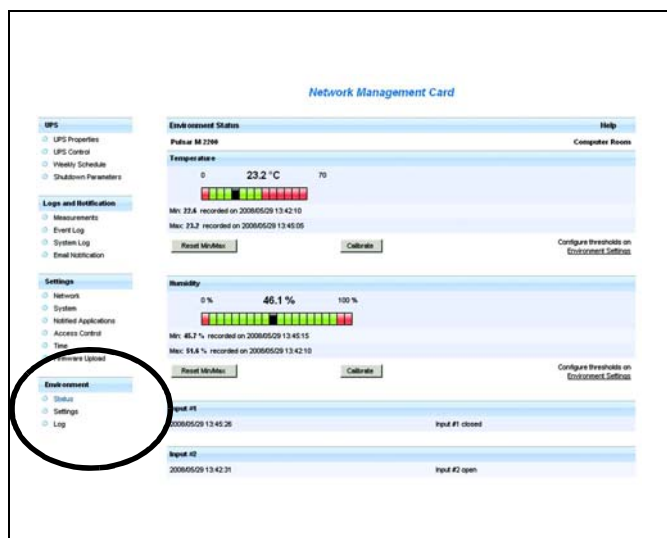 Network Management Card
UPS
UPS Properties
UPS Control
Weekly Schedule
Shutdown Parameters
Logs and Notification
Measurements
Event Log
System Log
Email Notification
Settings
Network
System
Notified Applications
Access Control
Time
Firmware Upload
Environment
Status
Settings
Log
Environment Status Help
Pulsar M 2200 Computer Room
Temperature
0 23.2 °C 70
Min: 22.6 recorded on 2008/05/29 13:42:10
Max: 23.2 recorded on 2008/05/29 13:45:05
Reset Min/Max Calibrate Configure thresholds on
Environment Settings
Humidity
0 % 46.1 % 100 %
Min: 45.7 % recorded on 2008/05/29 13:45:15
Max: 51.6 % recorded on 2008/05/29 13:42:10
Reset Min/Max Calibrate Configure thresholds on
Environment Settings
Input #1
2008/05/29 13:45:26 Input #1 closed
Input #2
2008/05/29 13:42:31 Input #2 open